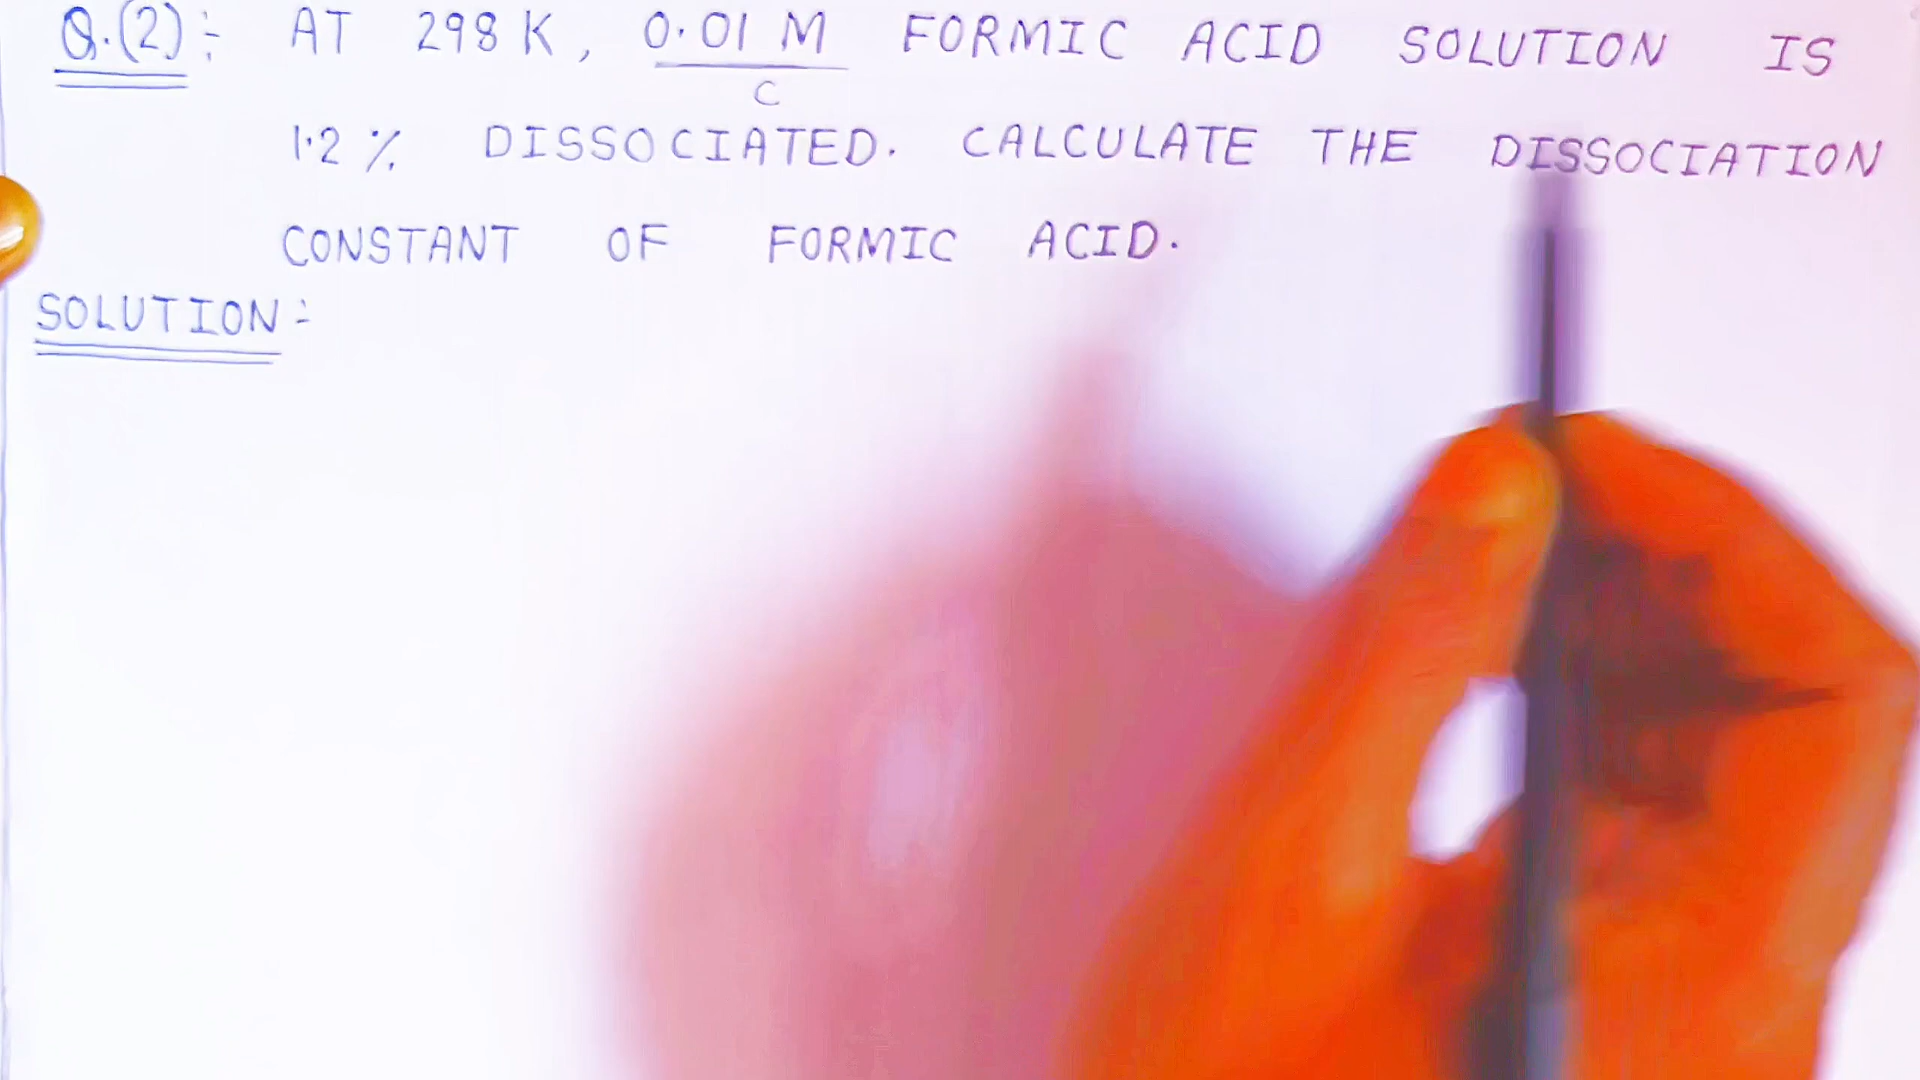 Q.(2):- AT 298 K, 0.01 M FORMIC ACID SOLUTION IS
C
1.2 % DISSOCIATED. CALCULATE THE DISSOCIATION
CONSTANT OF FORMIC ACID.
SOLUTION:-